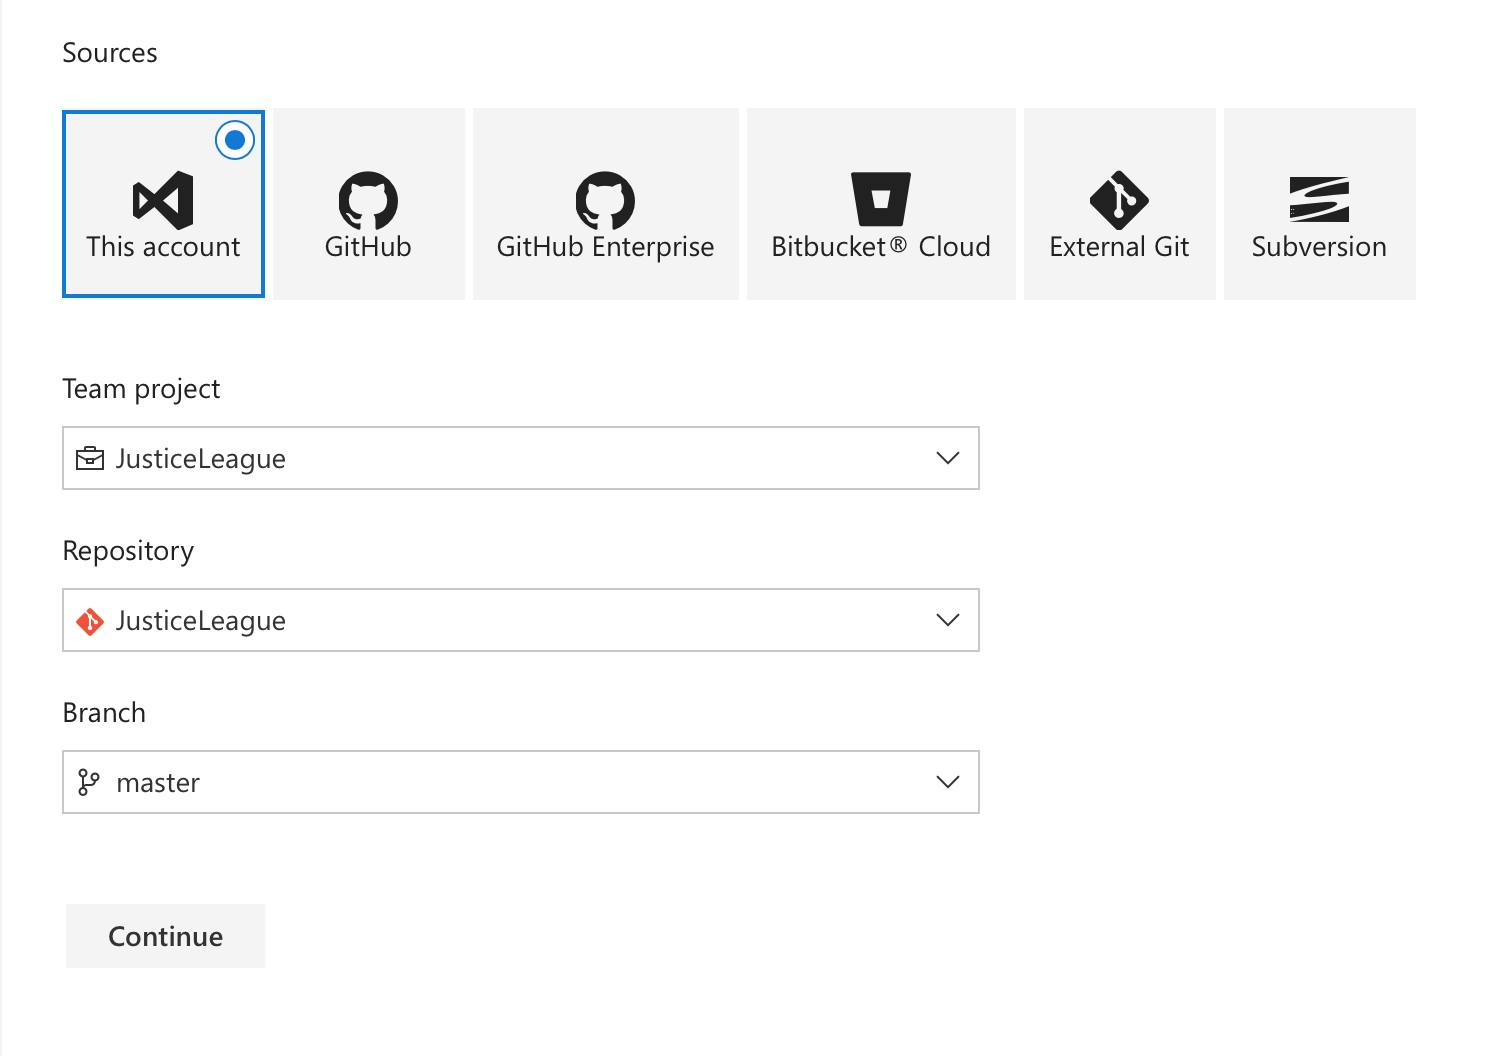 Sources
This account GitHub GitHub Enterprise Bitbucket® Cloud External Git Subversion
Team project
JusticeLeague
Repository
JusticeLeague
Branch
master
Continue